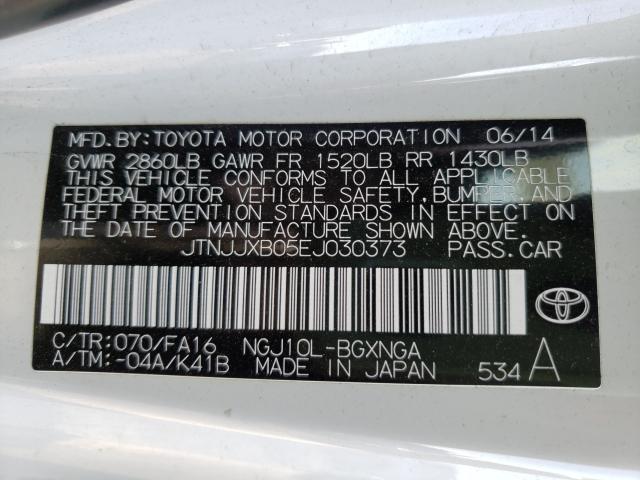 MFD.BY:TOYOTA MOTOR CORPORATION 06/14
GVWR 2860LB GAWR FR 1520LB RR 1430LB
THIS VEHICLE CONFORMS TO ALL APPLICABLE
FEDERAL MOTOR VEHICLE SAFETY,BUMPER,AND
THEFT PREVENTION STANDARDS IN EFFECT ON
THE DATE OF MANUFACTURE SHOWN ABOVE.
JTNJJXB05EJ030373 PASS.CAR
C/TR:070/FA16 NGJ10L-BGXNGA
A/TM:-04A/K41B MADE IN JAPAN 534 A
TOYOTA